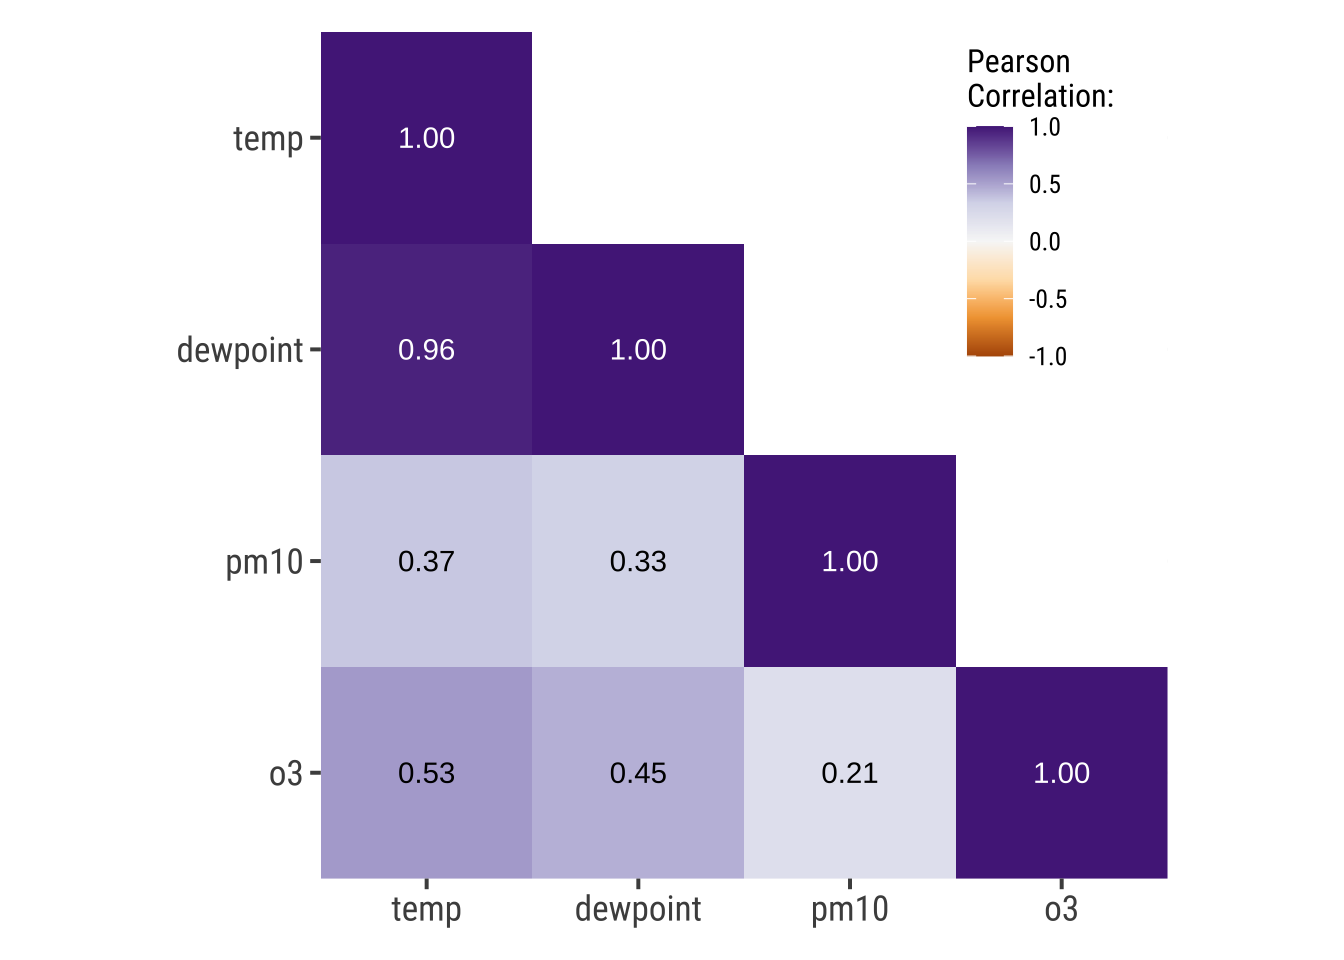 Pearson
Correlation:
1.0
0.5
0.0
-0.5
-1.0
temp 1.00
dewpoint 0.96 1.00
pm10 0.37 0.33 1.00
o3 0.53 0.45 0.21 1.00
temp dewpoint pm10 o3